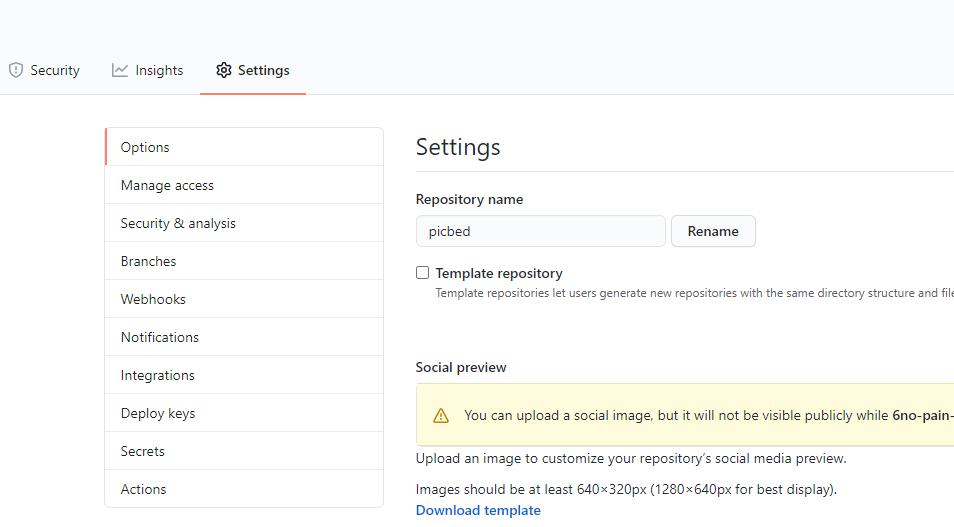 Security Insights Settings
Options
Manage access
Security & analysis
Branches
Webhooks
Notifications
Integrations
Deploy keys
Secrets
Actions
Settings
Repository name
picbed Rename
Template repository
Template repositories let users generate new repositories with the same directory structure and file
Social preview
You can upload a social image, but it will not be visible publicly while 6no-pain-
Upload an image to customize your repository’s social media preview.
Images should be at least 640×320px (1280×640px for best display).
Download template